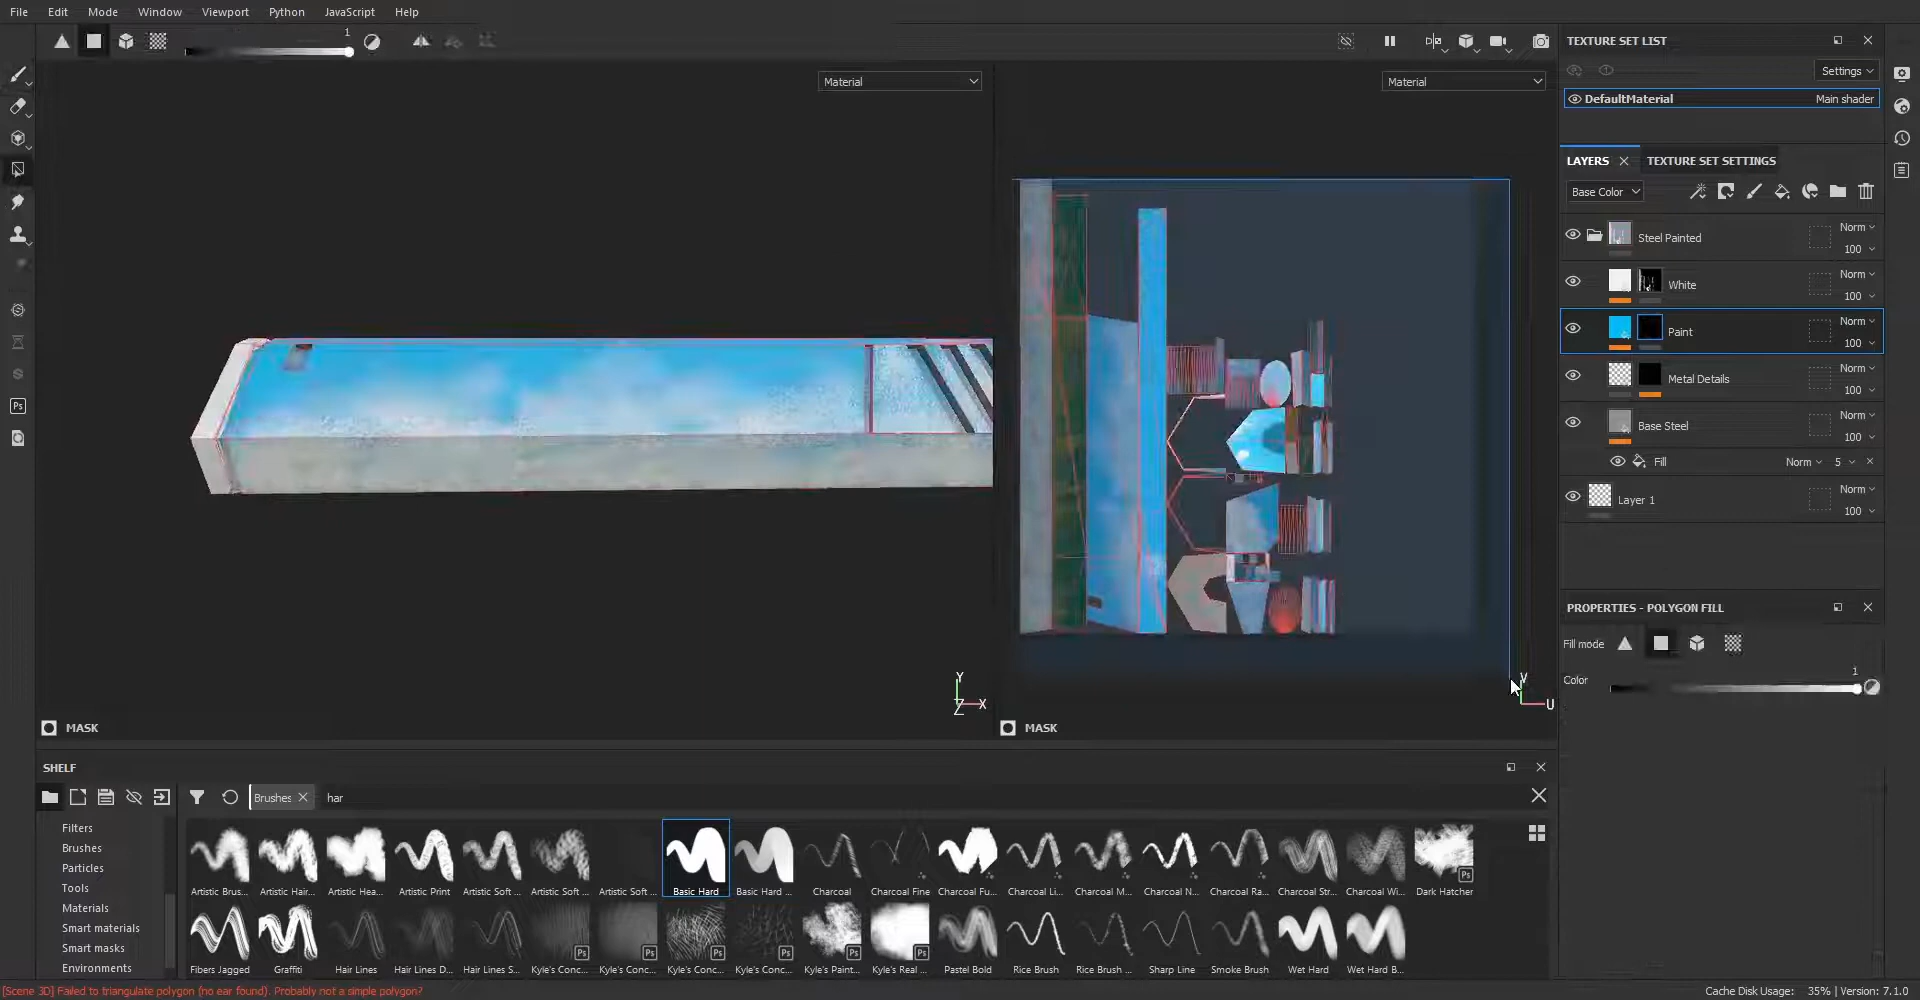 File Edit Mode Window Viewport Python JavaScript Help
1
Material
Material
TEXTURE SET LIST
Settings
DefaultMaterial Main shader
LAYERS TEXTURE SET SETTINGS
Base Color
Steel Painted Norm 100
White Norm 100
Paint Norm 100
Metal Details Norm 100
Base Steel Norm 100
Fill Norm 5
Layer 1 Norm 100
PROPERTIES - POLYGON FILL
Fill mode
Color 1
Y
Z X
V
U
MASK
MASK
SHELF
Brushes har
Filters
Brushes
Particles
Tools
Materials
Smart materials
Smart masks
Environments
Artistic Brus... Artistic Hair... Artistic Hea... Artistic Print Artistic Soft ... Artistic Soft ... Artistic Soft ... Basic Hard Basic Hard ... Charcoal Charcoal Fine Charcoal Fu... Charcoal Li... Charcoal M... Charcoal N... Charcoal Ra... Charcoal Str... Charcoal Wi... Dark Hatcher
Fibers Jagged Graffiti Hair Lines Hair Lines D... Hair Lines S... Kyle's Conc... Kyle's Conc... Kyle's Conc... Kyle's Conc... Kyle's Paint... Kyle's Real ... Pastel Bold Rice Brush Rice Brush ... Sharp Line Smoke Brush Wet Hard Wet Hard B...
[Scene 3D] Failed to triangulate polygon (no ear found). Probably not a simple polygon?
Cache Disk Usage: 35% | Version: 7.1.0